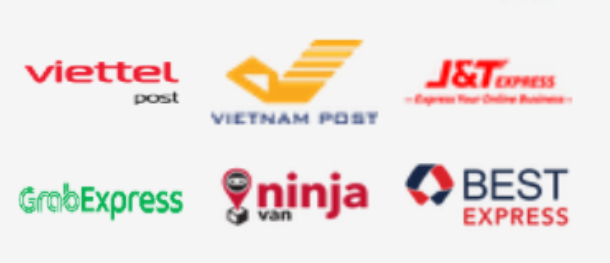 viettel
post
VIETNAM POST
J&T EXPRESS
Express Your Online Business
GrabExpress
ninja
van
BEST
EXPRESS